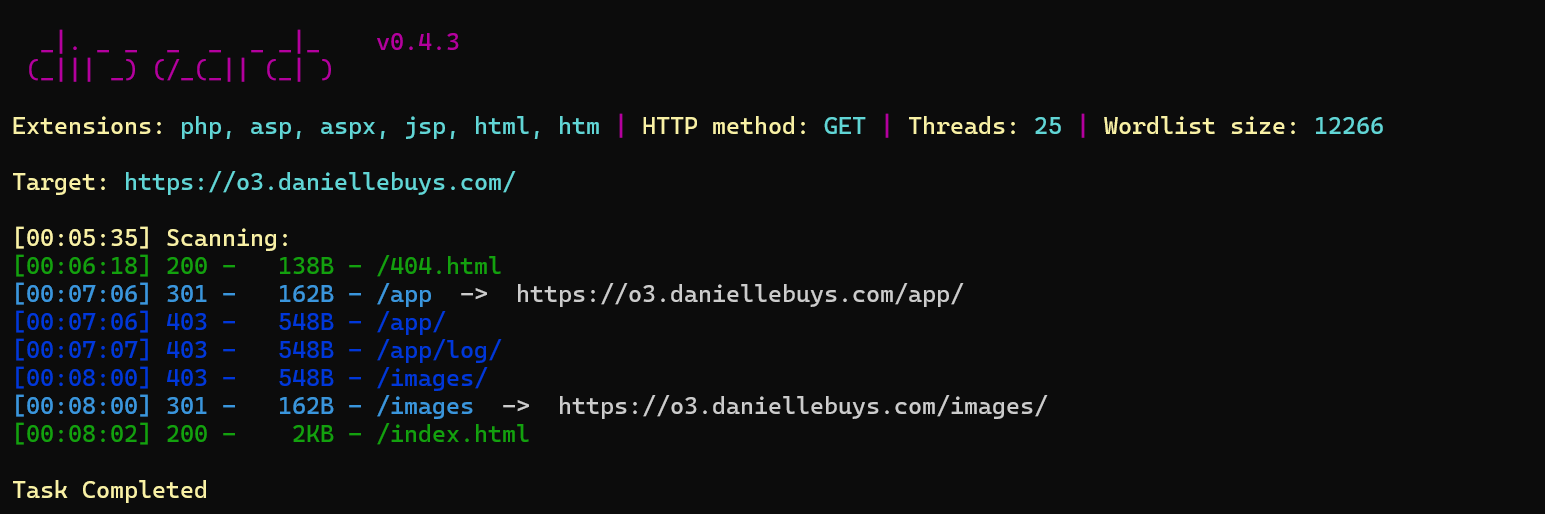 _|. _ _  _  _  _ _|_    v0.4.3
(_||| _) (/_(_|| (_| )
Extensions: php, asp, aspx, jsp, html, htm | HTTP method: GET | Threads: 25 | Wordlist size: 12266
Target: https://o3.daniellebuys.com/
[00:05:35] Scanning:
[00:06:18] 200 -   138B - /404.html
[00:07:06] 301 -   162B - /app  ->  https://o3.daniellebuys.com/app/
[00:07:06] 403 -   548B - /app/
[00:07:07] 403 -   548B - /app/log/
[00:08:00] 403 -   548B - /images/
[00:08:00] 301 -   162B - /images  ->  https://o3.daniellebuys.com/images/
[00:08:02] 200 -    2KB - /index.html
Task Completed